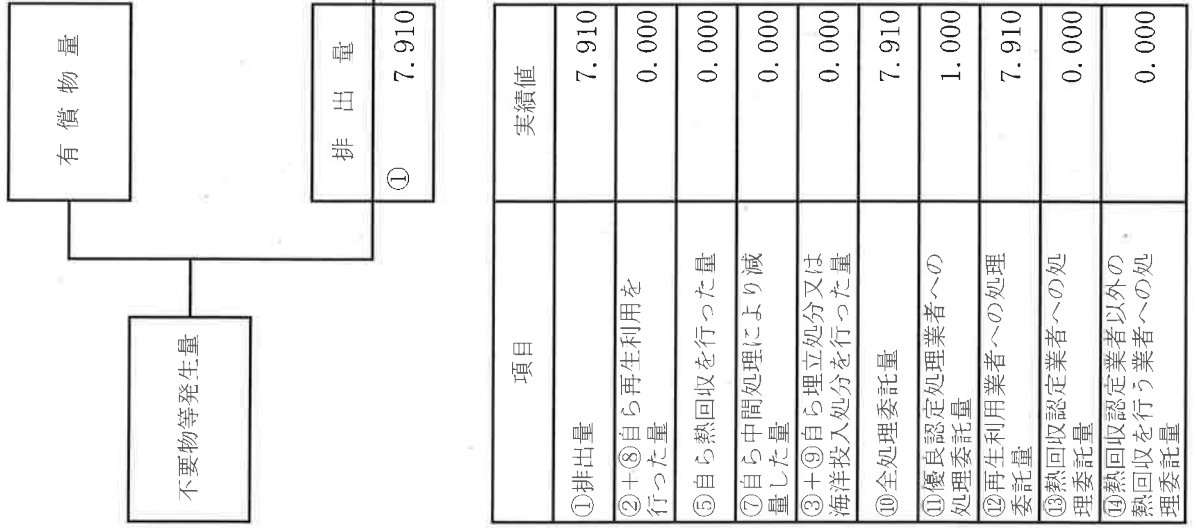 有償物量
不要物等発生量
排出量
① 7.910
項目 実績値
①排出量 7.910
②+⑧自ら再生利用を
行った量 0.000
⑤自ら熱回収を行った量 0.000
⑦自ら中間処理により減
量した量 0.000
③+⑨自ら埋立処分又は
海洋投入処分を行った量 0.000
⑩全処理委託量 7.910
⑪優良認定処理業者への
処理委託量 1.000
⑫再生利用業者への処理
委託量 7.910
⑬熱回収認定業者への処
理委託量 0.000
⑭熱回収認定業者以外の
熱回収を行う業者への処
理委託量 0.000